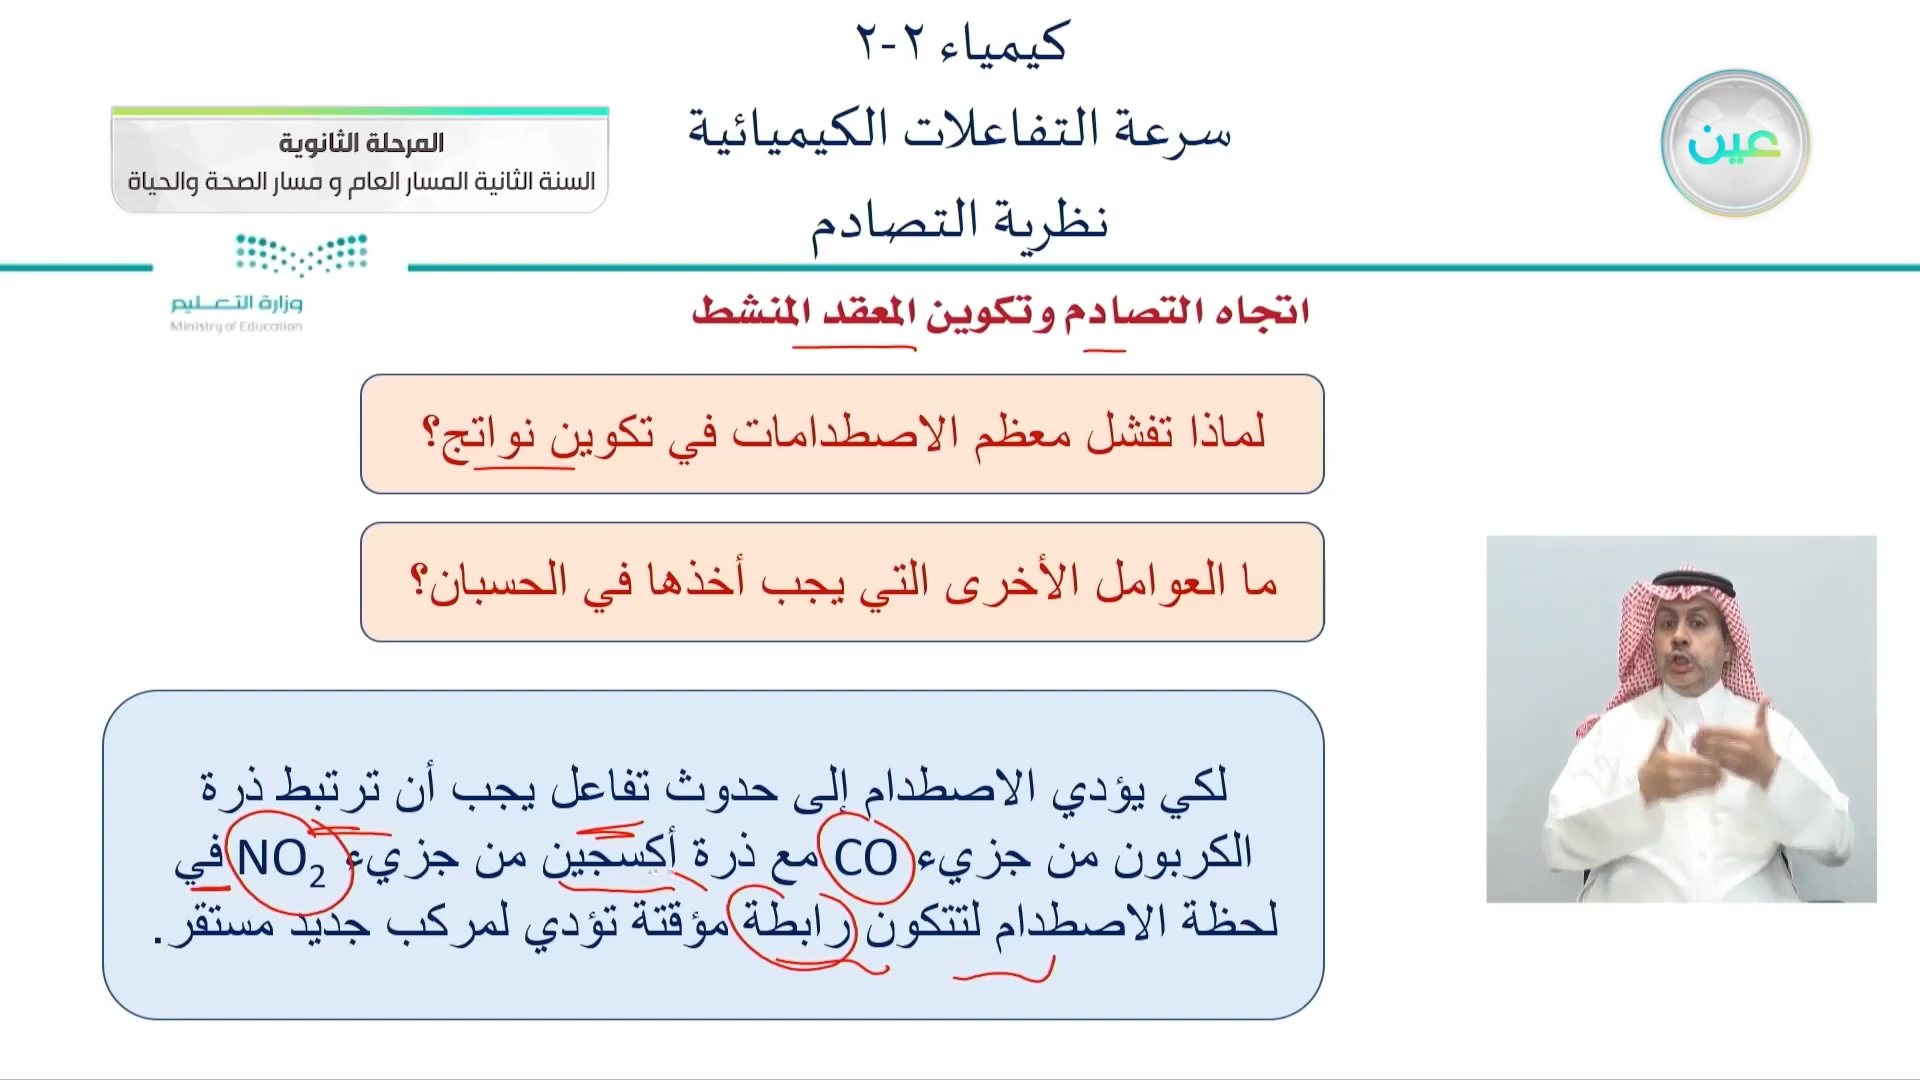 كيمياء ٢-٢
سرعة التفاعلات الكيميائية
نظرية التصادم
عين
المرحلة الثانوية
السنة الثانية المسار العام و مسار الصحة والحياة
وزارة التعليم
Ministry of Education
اتجاه التصادم وتكوين المعقد المنشط
لماذا تفشل معظم الاصطدامات في تكوين نواتج؟
ما العوامل الأخرى التي يجب أخذها في الحسبان؟
لكي يؤدي الاصطدام إلى حدوث تفاعل يجب أن ترتبط ذرة
الكربون من جزيء CO مع ذرة أكسجين من جزيء NO₂ في
لحظة الاصطدام لتتكون رابطة مؤقتة تؤدي لمركب جديد مستقر.